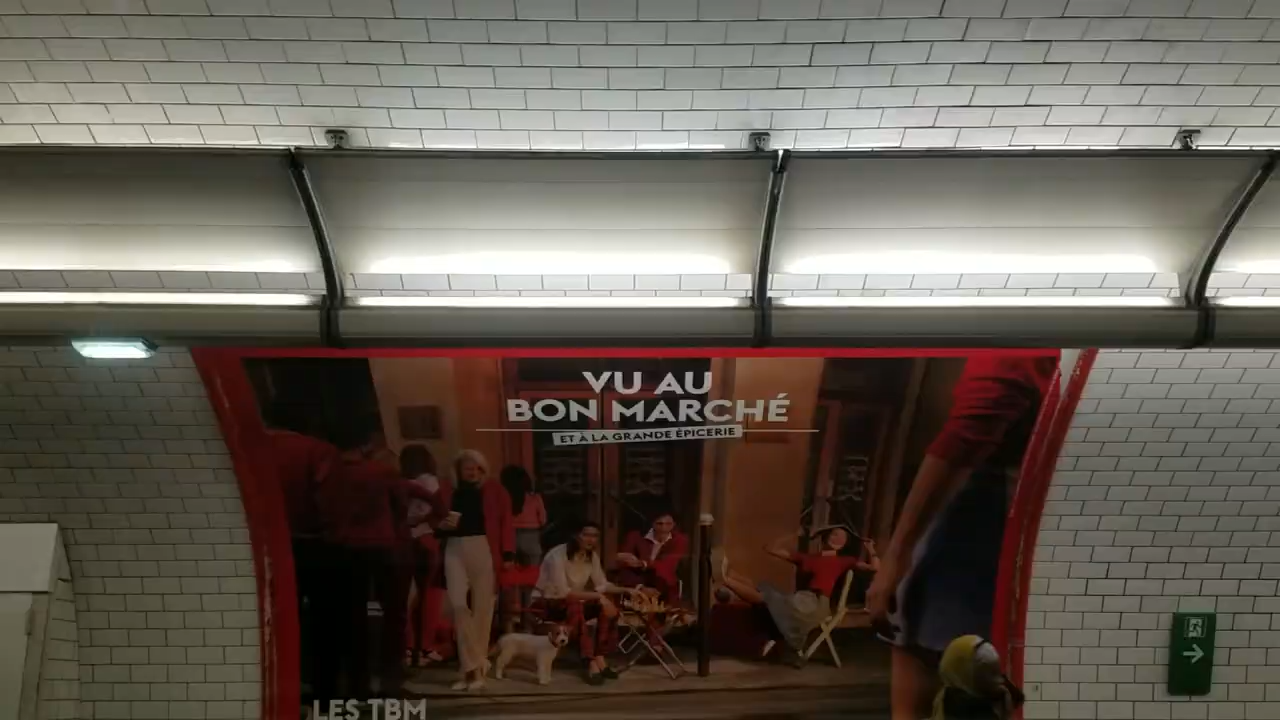 VU AU
BON MARCHÉ
ET À LA GRANDE ÉPICERIE
LES TBM